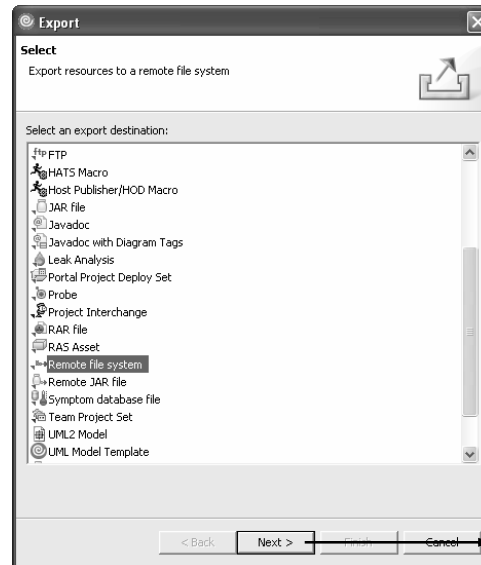 Export
Select
Export resources to a remote file system
Select an export destination:
FTP
HATS Macro
Host Publisher/HOD Macro
JAR file
Javadoc
Javadoc with Diagram Tags
Leak Analysis
Portal Project Deploy Set
Probe
Project Interchange
RAR file
RAS Asset
Remote file system
Remote JAR file
Symptom database file
Team Project Set
UML2 Model
UML Model Template
< Back Next > Finish Cancel